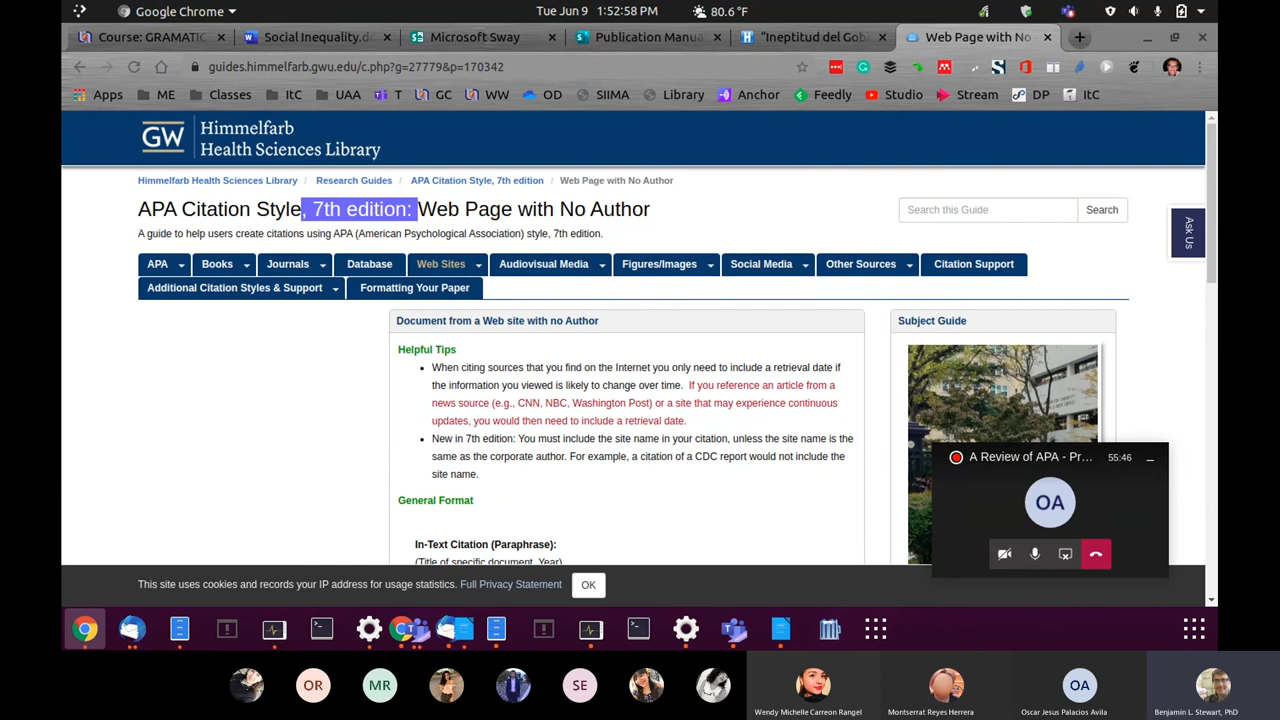 Google Chrome
Tue Jun 9 1:52:58 PM
80.6 °F
Course: GRAMATIC
Social Inequality.do
Microsoft Sway
Publication Manua
"Ineptitud del Gobi
Web Page with No
guides.himmelfarb.gwu.edu/c.php?g=27779&p=170342
Apps ME Classes ItC UAA T GC WW OD SIIMA Library Anchor Feedly Studio Stream DP ItC
GW
Himmelfarb
Health Sciences Library
Himmelfarb Health Sciences Library / Research Guides / APA Citation Style, 7th edition / Web Page with No Author
APA Citation Style, 7th edition: Web Page with No Author
Search this Guide
Search
Ask Us
A guide to help users create citations using APA (American Psychological Association) style, 7th edition.
APA Books Journals Database Web Sites Audiovisual Media Figures/Images Social Media Other Sources Citation Support
Additional Citation Styles & Support Formatting Your Paper
Document from a Web site with no Author
Subject Guide
Helpful Tips
When citing sources that you find on the Internet you only need to include a retrieval date if
the information you viewed is likely to change over time. If you reference an article from a
news source (e.g., CNN, NBC, Washington Post) or a site that may experience continuous
updates, you would then need to include a retrieval date.
New in 7th edition: You must include the site name in your citation, unless the site name is the
same as the corporate author. For example, a citation of a CDC report would not include the
site name.
General Format
In-Text Citation (Paraphrase):
(Title of specific document, Year)
A Review of APA - Pr...
55:46
OA
This site uses cookies and records your IP address for usage statistics. Full Privacy Statement
OK
OR
MR
SE
OA
Wendy Michelle Carreon Rangel
Montserrat Reyes Herrera
Oscar Jesus Palacios Avila
Benjamin L. Stewart, PhD